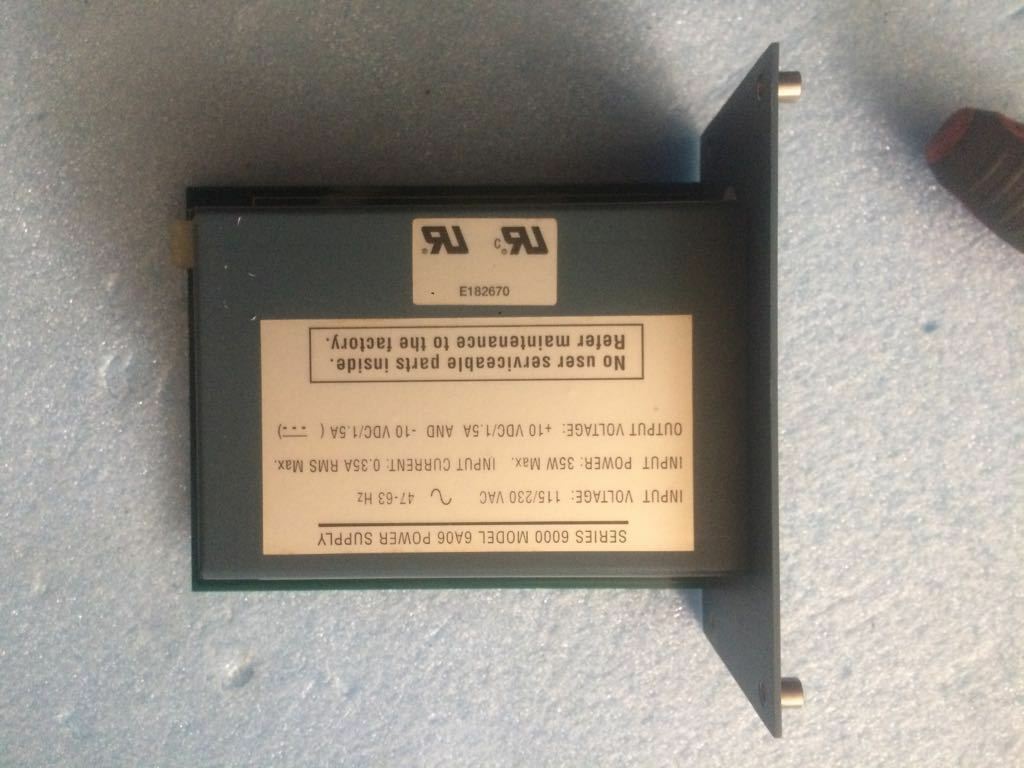 SERIES 6000 MODEL 6A06 POWER SUPPLY
INPUT VOLTAGE: 115/230 VAC ∿ 47-63 Hz
INPUT POWER: 35W Max. INPUT CURRENT: 0.35A RMS Max.
OUTPUT VOLTAGE: +10 VDC/1.5A AND -10 VDC/1.5A ( ⎓ )
No user serviceable parts inside.
Refer maintenance to the factory.
UR® c UR®
E182670